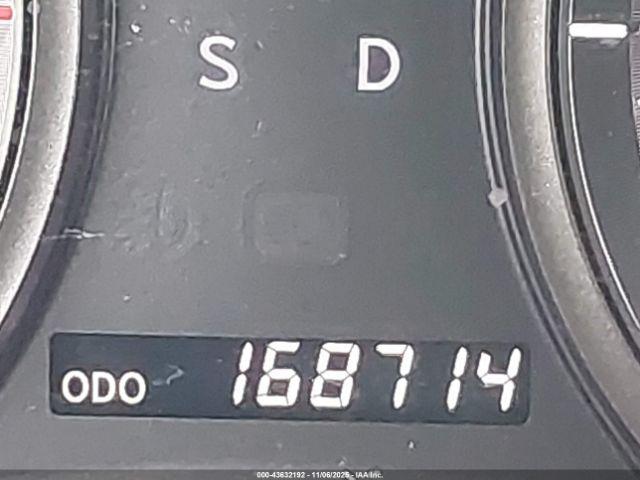 S D
ODO 168714
000-43632192 - 11/06/2025 - IAA Inc.